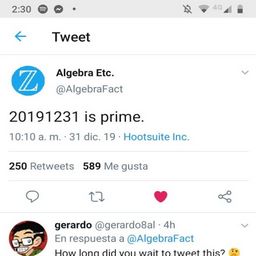 2:30
4G
Tweet
Algebra Etc.
@AlgebraFact
20191231 is prime.
10:10 a. m. · 31 dic. 19 · Hootsuite Inc.
250 Retweets 589 Me gusta
gerardo @gerardo8al · 4h
En respuesta a @AlgebraFact
How long did you wait to tweet this? 🤔